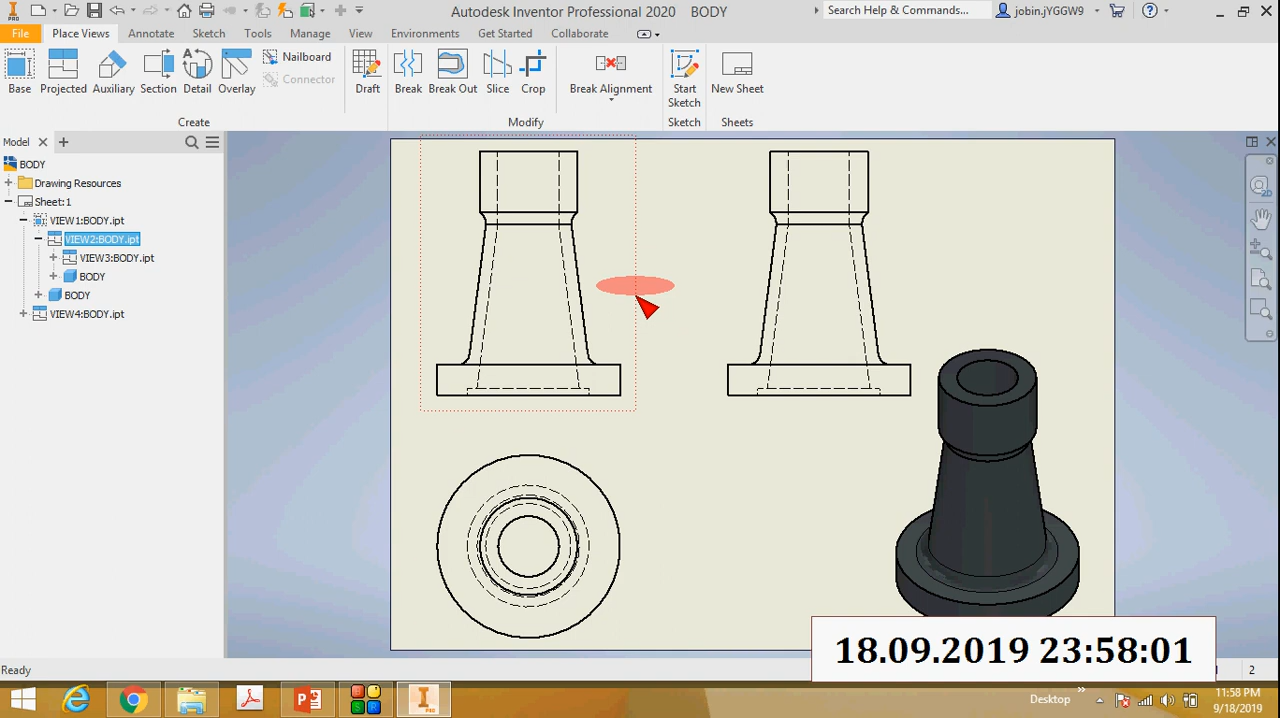 PRO
Autodesk Inventor Professional 2020 BODY
Search Help & Commands...
jobin.jYGGW9
File Place Views Annotate Sketch Tools Manage View Environments Get Started Collaborate
Base
Projected
Auxiliary
Section
Detail
Overlay
Nailboard
Connector
Draft
Break
Break Out
Slice
Crop
Break Alignment
Start
Sketch
New Sheet
Create
Modify
Sketch
Sheets
Model
BODY
Drawing Resources
Sheet:1
VIEW1:BODY.ipt
VIEW2:BODY.ipt
VIEW3:BODY.ipt
BODY
BODY
VIEW4:BODY.ipt
2D
18.09.2019 23:58:01
Ready
2
Desktop
11:58 PM
9/18/2019